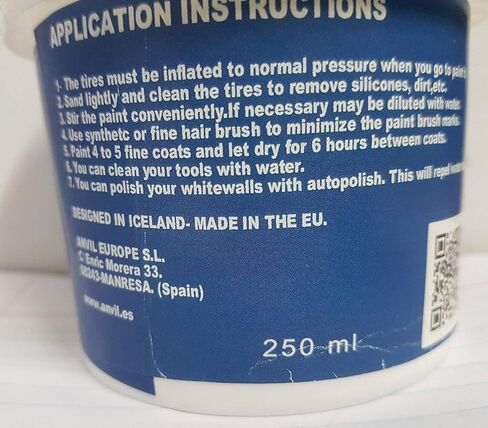 APPLICATION INSTRUCTIONS
1- The tires must be inflated to normal pressure when you go to paint
2. Sand lightly and clean the tires to remove silicones, dirt,etc.
3. Stir the paint conveniently.If necessary may be diluted with water.
4. Use synthetc or fine hair brush to minimize the paint brush marks.
5. Paint 4 to 5 fine coats and let dry for 6 hours between coats.
6. You can clean your tools with water.
7. You can polish your whitewalls with autopolish. This will repel water
DESIGNED IN ICELAND- MADE IN THE EU.
ANVIL EUROPE S.L.
C/ Enric Morera 33.
08243-MANRESA. (Spain)
www.anvil.es
250 ml